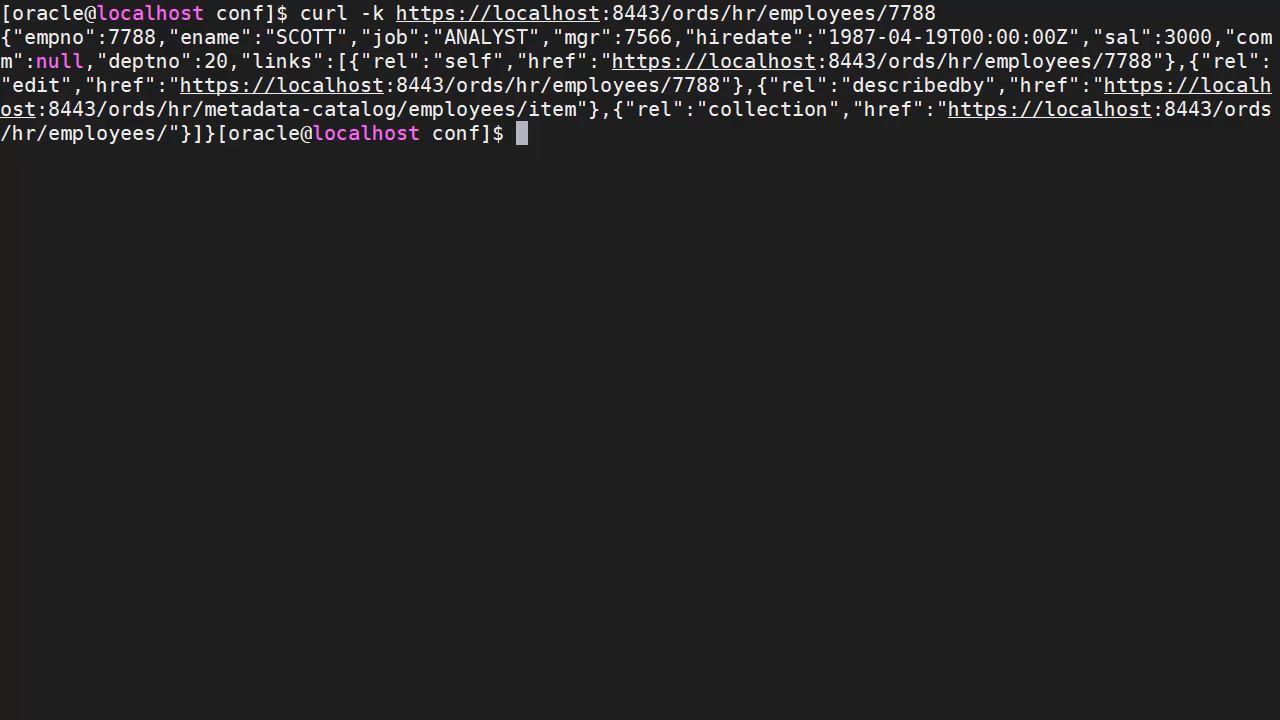 [oracle@localhost conf]$ curl -k https://localhost:8443/ords/hr/employees/7788
{"empno":7788,"ename":"SCOTT","job":"ANALYST","mgr":7566,"hiredate":"1987-04-19T00:00:00Z","sal":3000,"com
m":null,"deptno":20,"links":[{"rel":"self","href":"https://localhost:8443/ords/hr/employees/7788"},{"rel":
"edit","href":"https://localhost:8443/ords/hr/employees/7788"},{"rel":"describedby","href":"https://localh
ost:8443/ords/hr/metadata-catalog/employees/item"},{"rel":"collection","href":"https://localhost:8443/ords
/hr/employees/"}]}[oracle@localhost conf]$